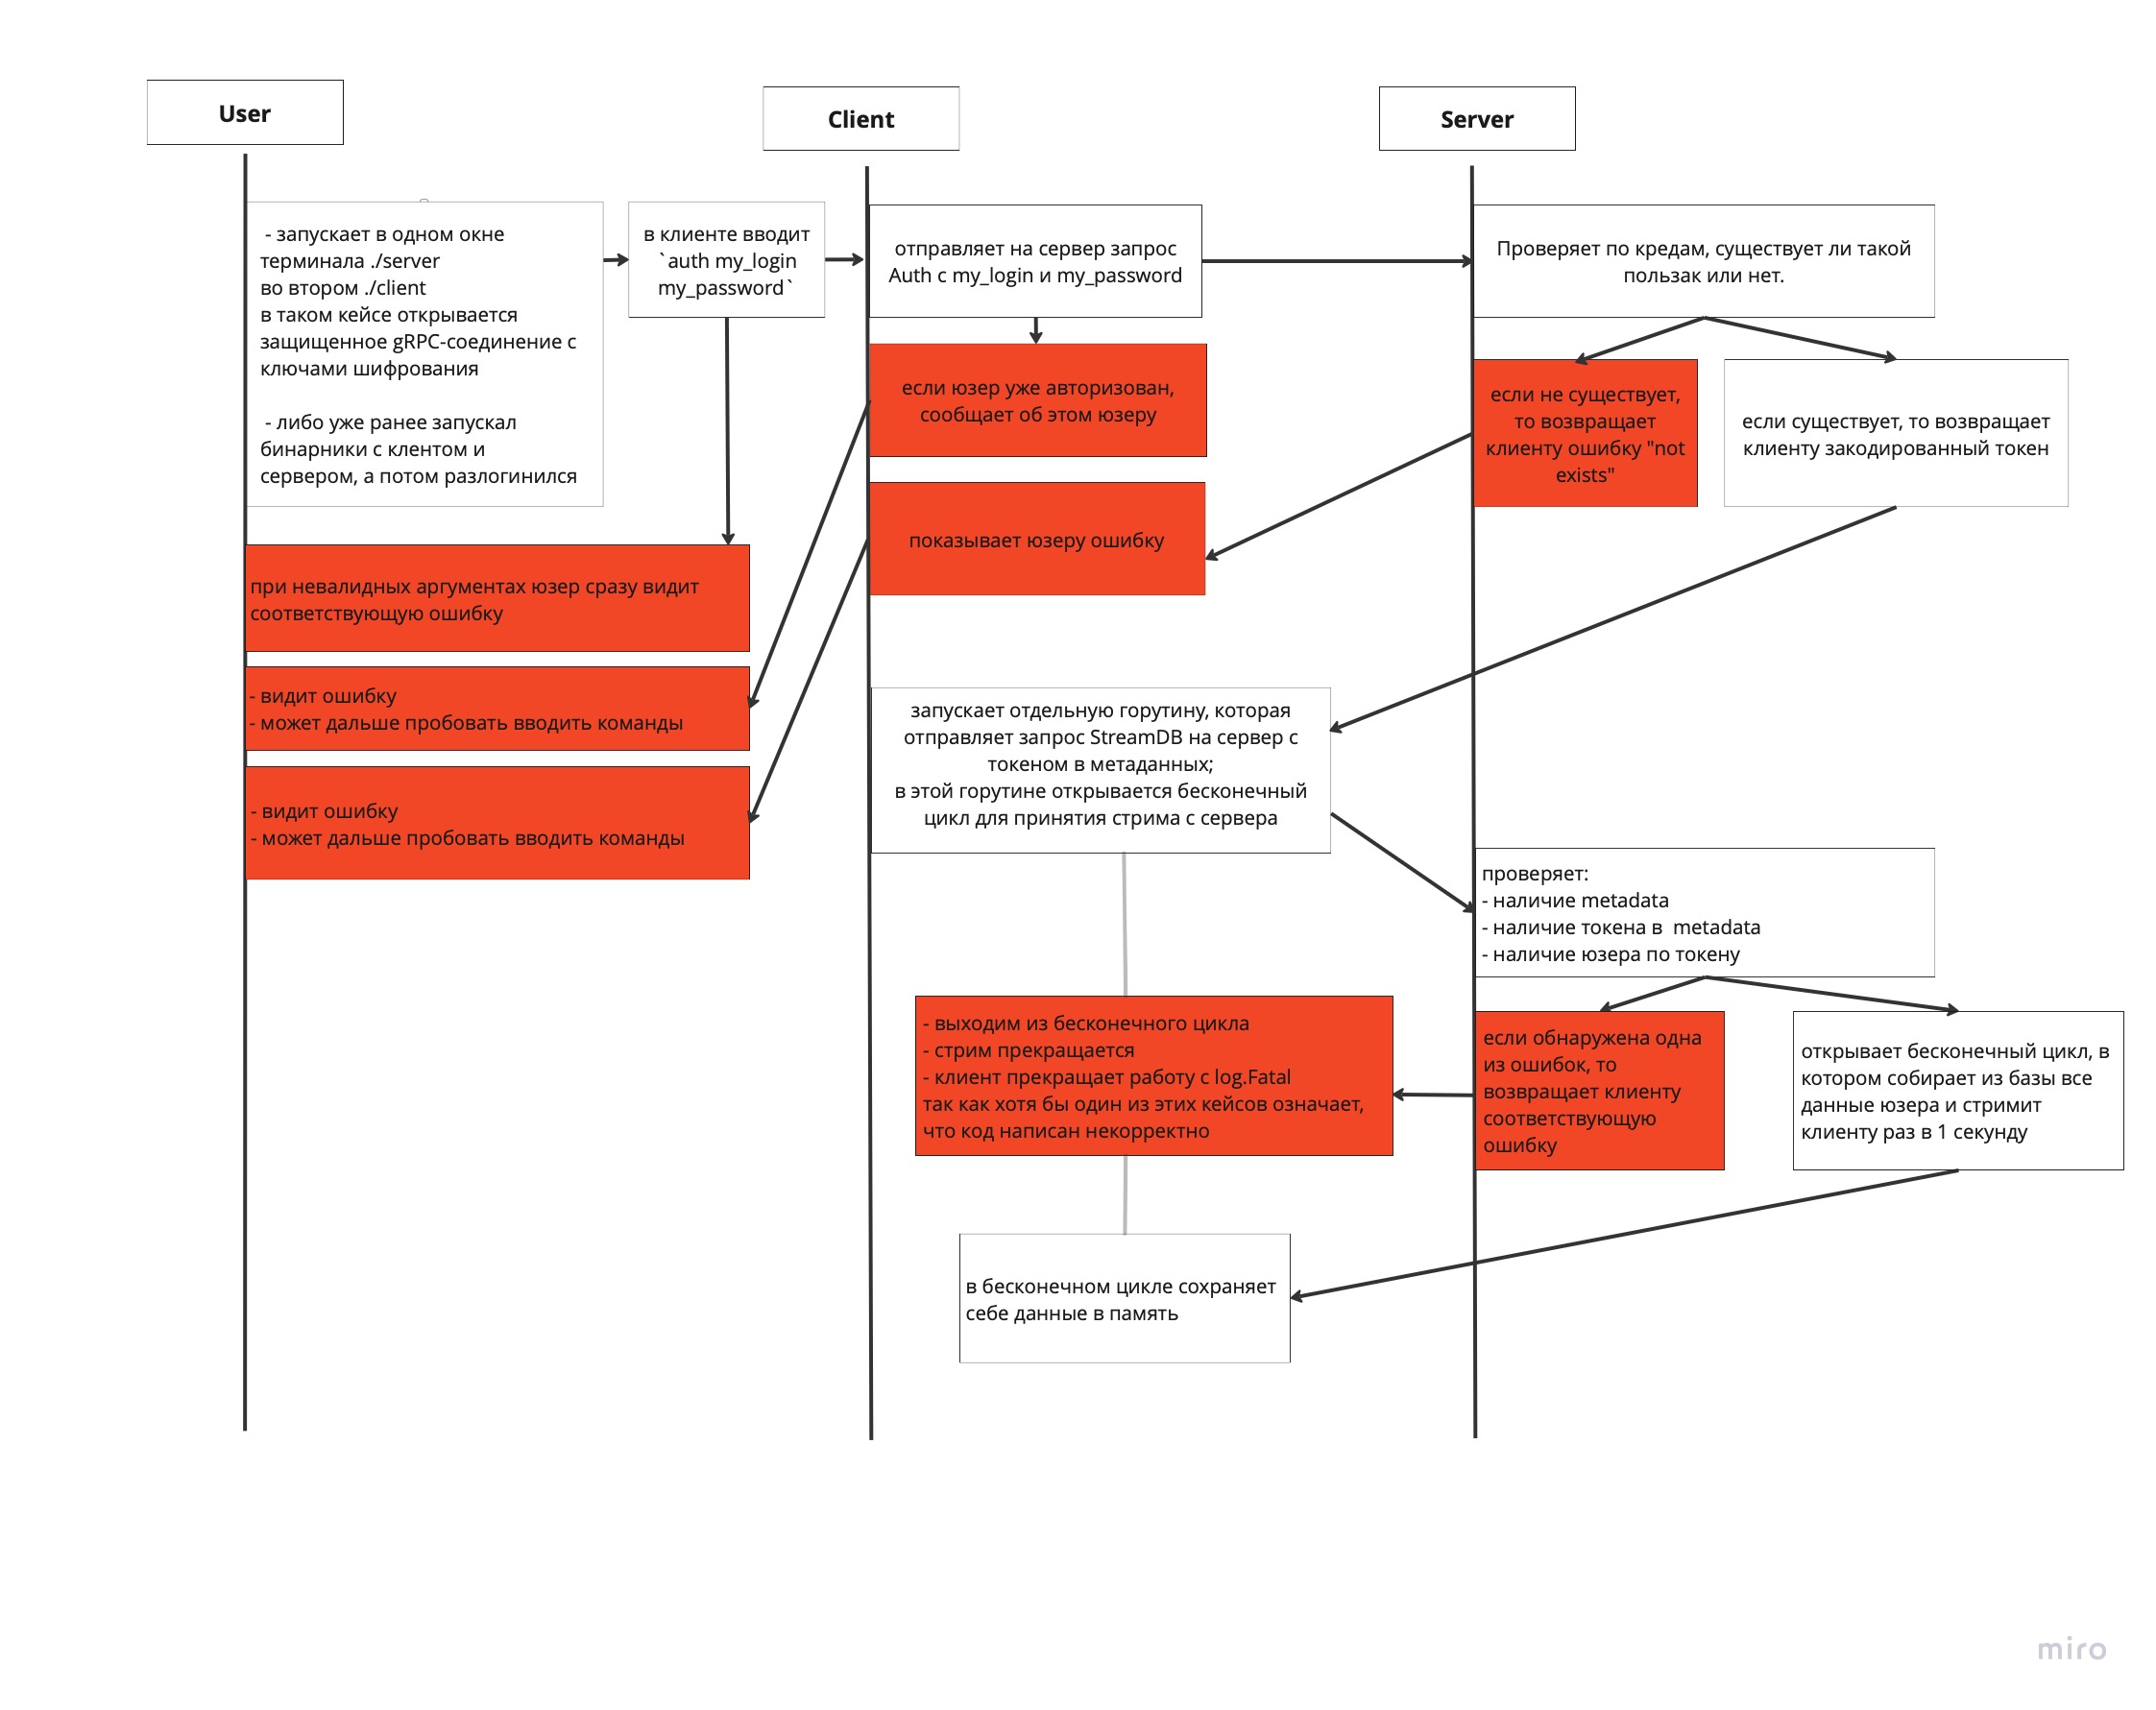 User
Client
Server
- запускает в одном окне
терминала ./server
во втором ./client
в таком кейсе открывается
защищенное gRPC-соединение с
ключами шифрования
- либо уже ранее запускал
бинарники с клентом и
сервером, а потом разлогинился
в клиенте вводит
`auth my_login
my_password`
отправляет на сервер запрос
Auth с my_login и my_password
Проверяет по кредам, существует ли такой
пользак или нет.
если юзер уже авторизован,
сообщает об этом юзеру
если не существует,
то возвращает
клиенту ошибку "not
exists"
если существует, то возвращает
клиенту закодированный токен
показывает юзеру ошибку
при невалидных аргументах юзер сразу видит
соответствующую ошибку
- видит ошибку
- может дальше пробовать вводить команды
- видит ошибку
- может дальше пробовать вводить команды
запускает отдельную горутину, которая
отправляет запрос StreamDB на сервер с
токеном в метаданных;
в этой горутине открывается бесконечный
цикл для принятия стрима с сервера
проверяет:
- наличие metadata
- наличие токена в  metadata
- наличие юзера по токену
- выходим из бесконечного цикла
- стрим прекращается
- клиент прекращает работу с log.Fatal
так как хотя бы один из этих кейсов означает,
что код написан некорректно
если обнаружена одна
из ошибок, то
возвращает клиенту
соответствующую
ошибку
открывает бесконечный цикл, в
котором собирает из базы все
данные юзера и стримит
клиенту раз в 1 секунду
в бесконечном цикле сохраняет
себе данные в память
miro